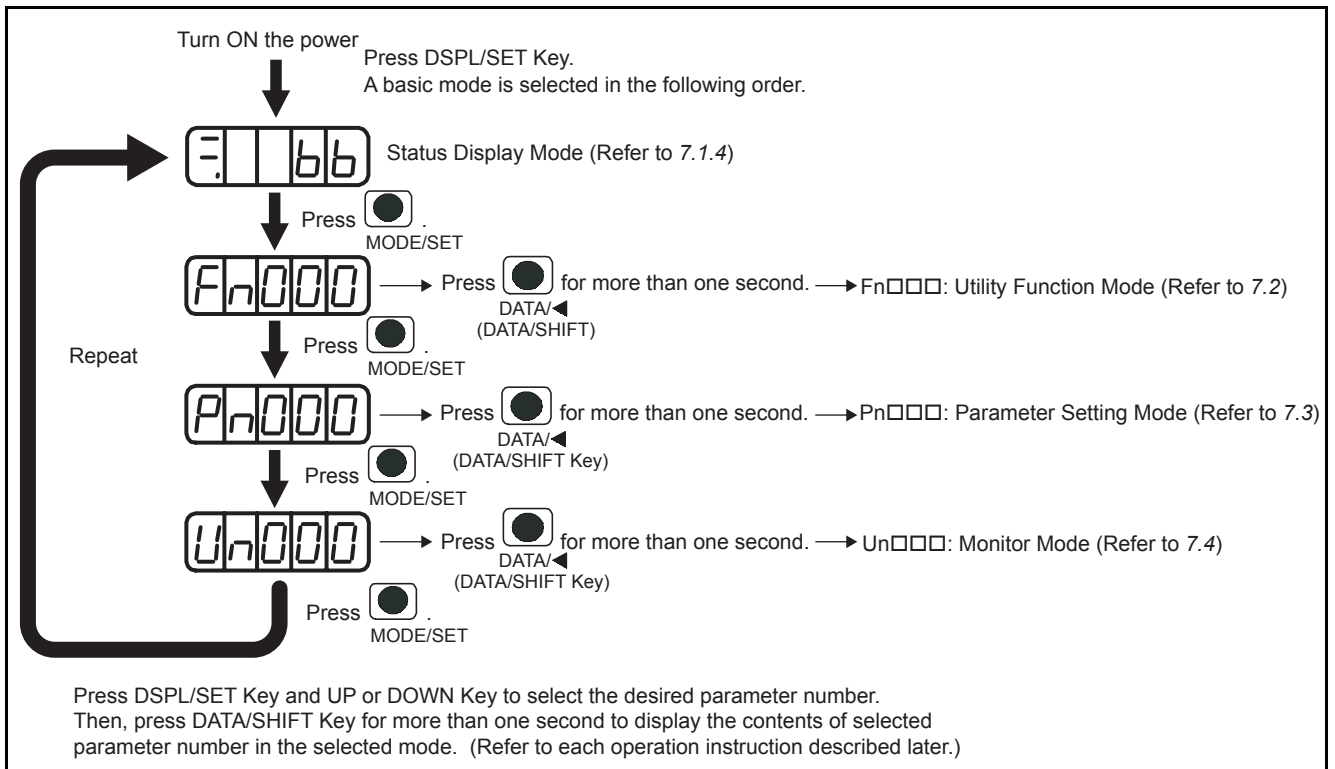 Turn ON the power
Press DSPL/SET Key.
A basic mode is selected in the following order.
bb
Status Display Mode (Refer to 7.1.4)
Press .
MODE/SET
Fn000
Press for more than one second.
DATA/◀
(DATA/SHIFT)
Fn□□□: Utility Function Mode (Refer to 7.2)
Repeat
Press .
MODE/SET
Pn000
Press for more than one second.
DATA/◀
(DATA/SHIFT Key)
Pn□□□: Parameter Setting Mode (Refer to 7.3)
Press .
MODE/SET
Un000
Press for more than one second.
DATA/◀
(DATA/SHIFT Key)
Un□□□: Monitor Mode (Refer to 7.4)
Press .
MODE/SET
Press DSPL/SET Key and UP or DOWN Key to select the desired parameter number.
Then, press DATA/SHIFT Key for more than one second to display the contents of selected
parameter number in the selected mode. (Refer to each operation instruction described later.)